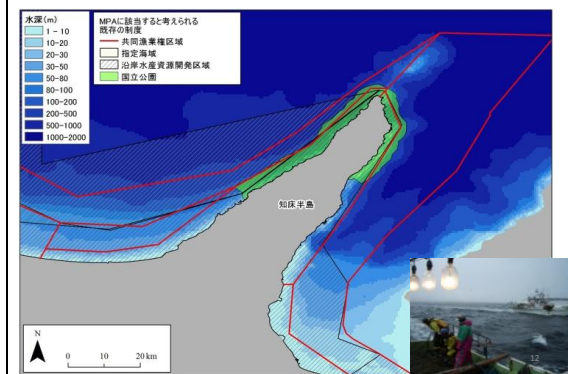 水深(m)
1 - 10
10-20
20-30
30-50
50-80
80-100
100-200
200-500
500-1000
1000-2000
MPAに該当すると考えられる
既存の制度
共同漁業権区域
指定海域
沿岸水産資源開発区域
国立公園
知床半島
N
0 10 20 km
12